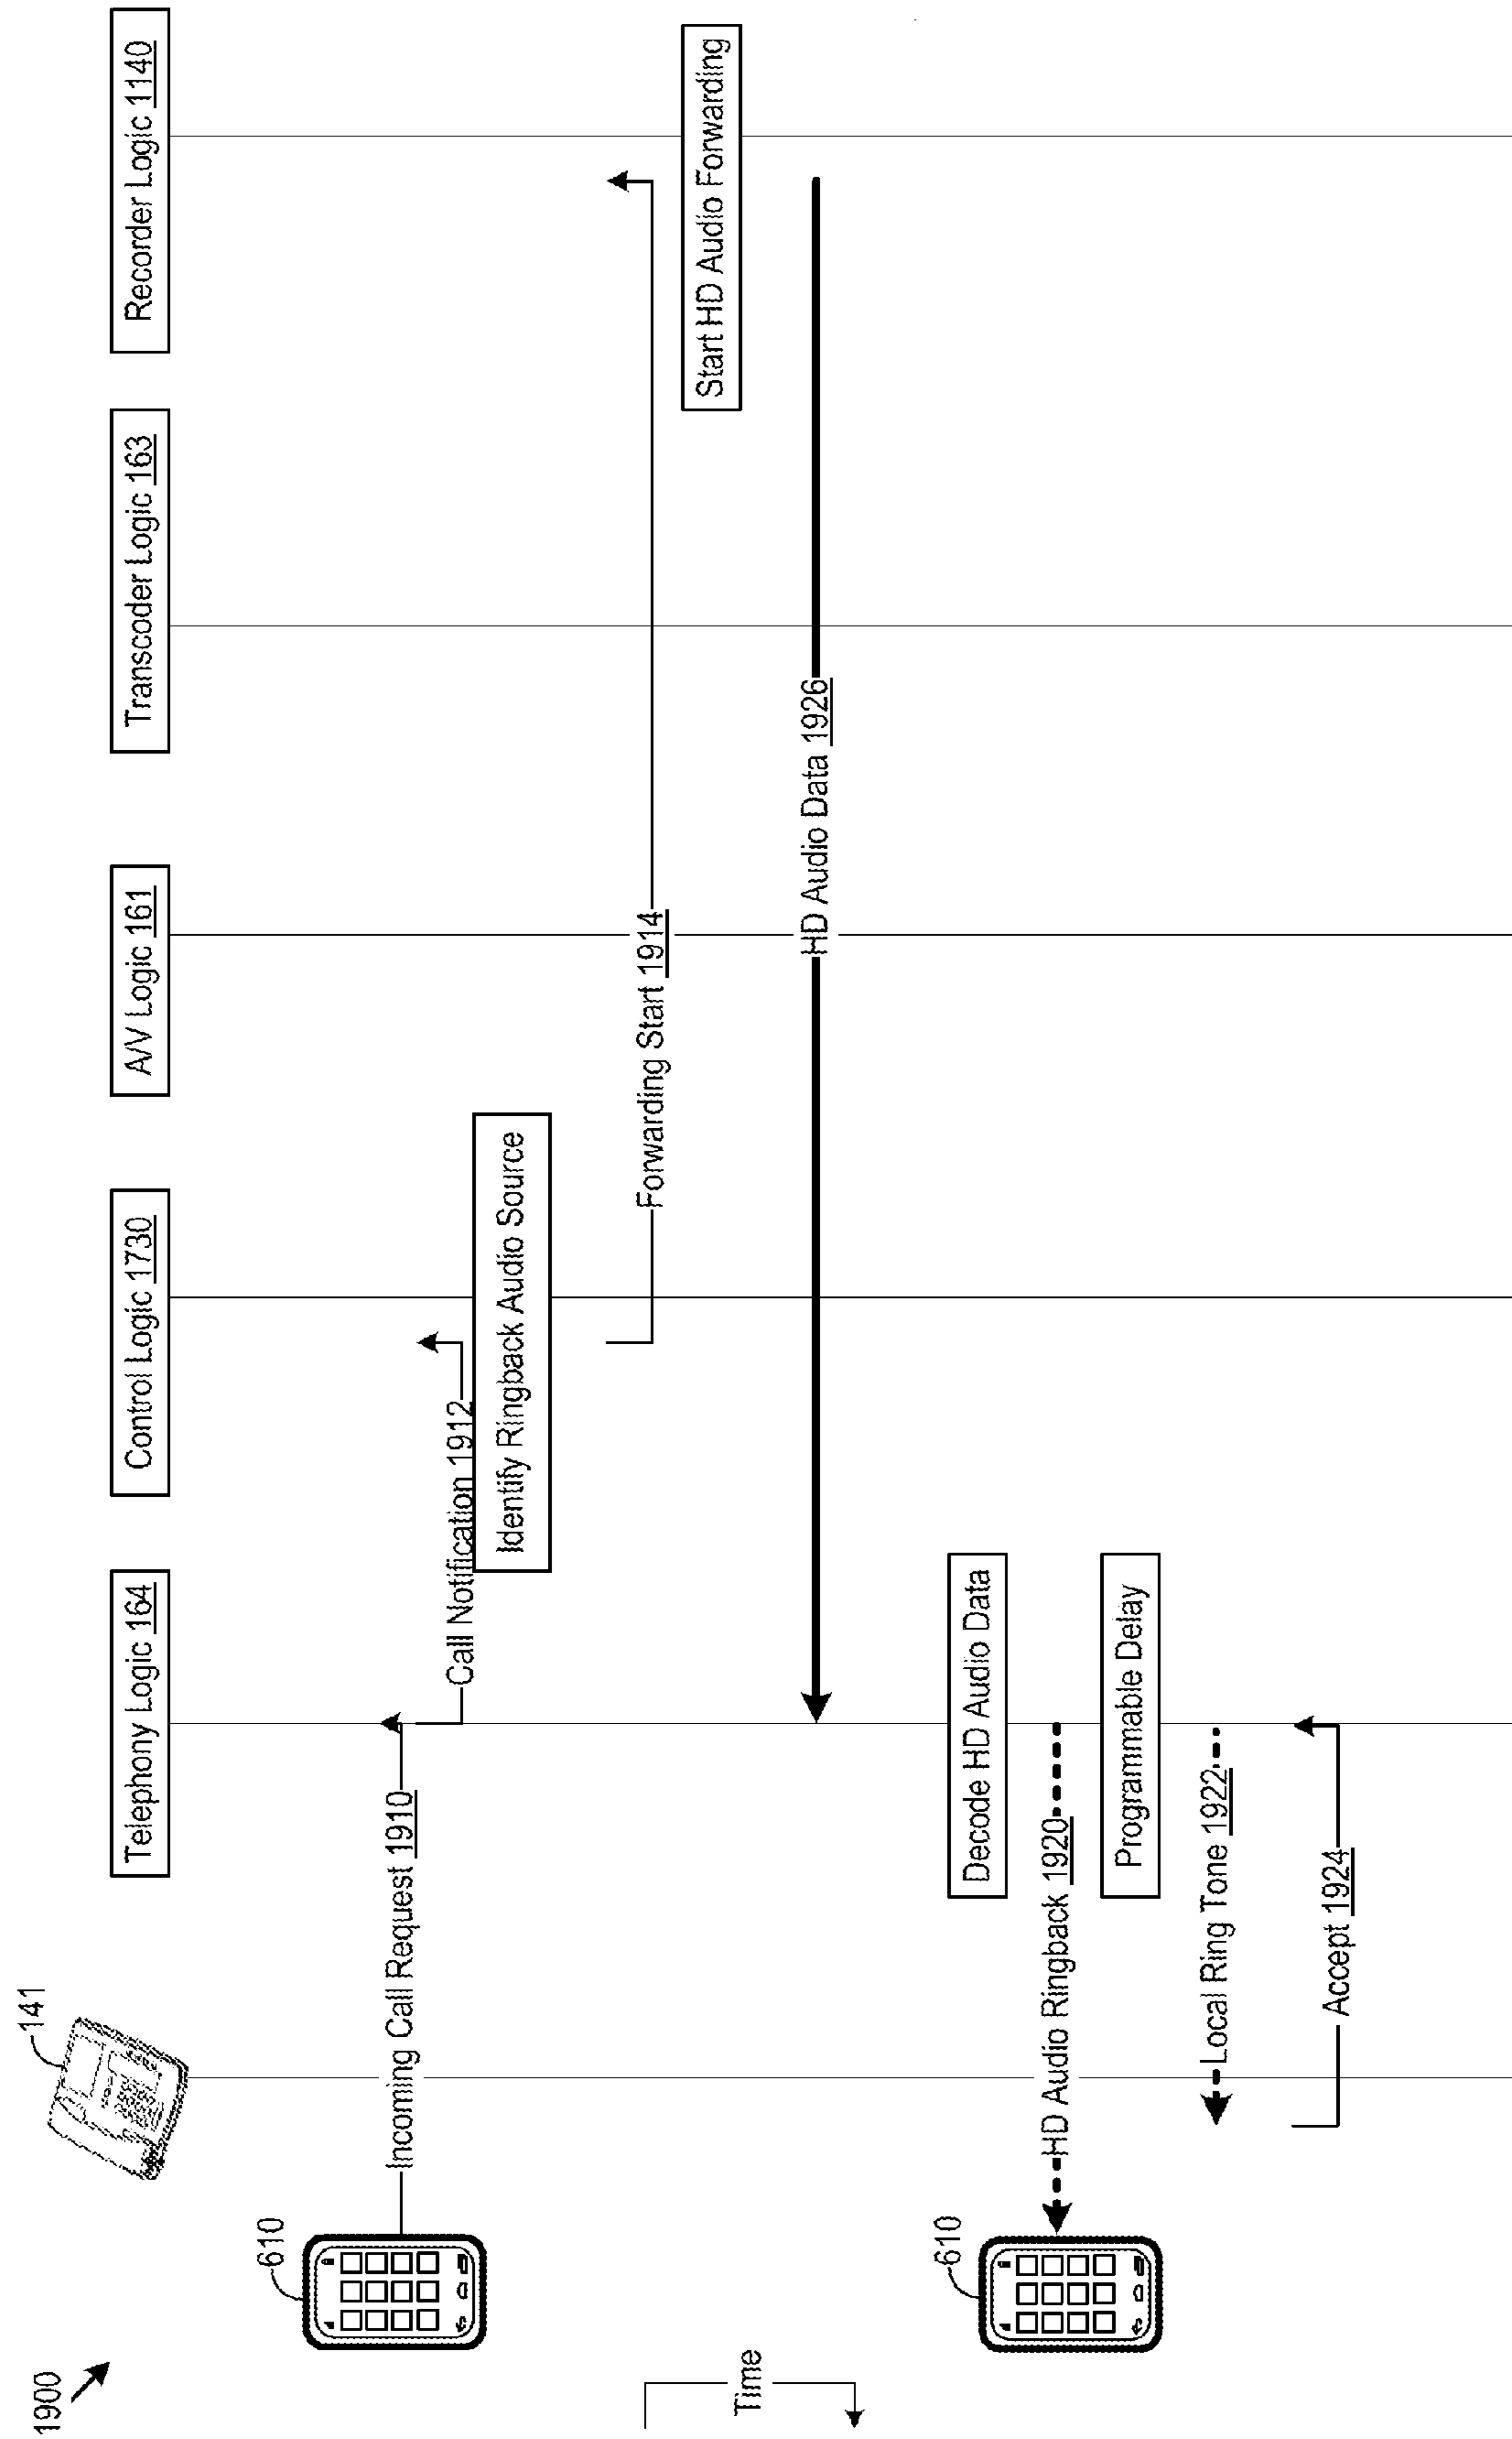 1900
141
Telephony Logic 164
Control Logic 1730
A/V Logic 161
Transcoder Logic 163
Recorder Logic 1140
610
Incoming Call Request 1910
Call Notification 1912
Identify Ringback Audio Source
Forwarding Start 1914
Start HD Audio Forwarding
Time
HD Audio Data 1926
610
Decode HD Audio Data
HD Audio Ringback 1920
Programmable Delay
Local Ring Tone 1922
Accept 1924